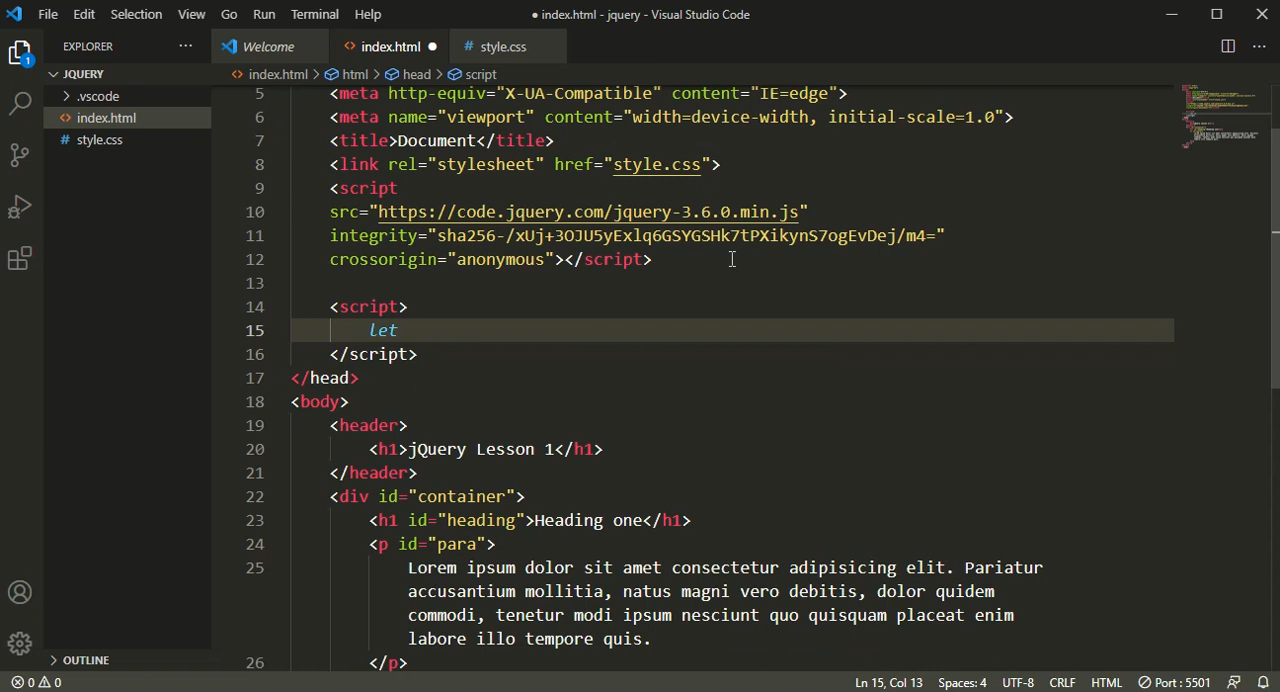 File Edit Selection View Go Run Terminal Help ● index.html - jquery - Visual Studio Code
EXPLORER ··· Welcome <> index.html ● # style.css ···
JQUERY
<> index.html > html > head > script
> .vscode
<> index.html
# style.css
5 <meta http-equiv="X-UA-Compatible" content="IE=edge">
6 <meta name="viewport" content="width=device-width, initial-scale=1.0">
7 <title>Document</title>
8 <link rel="stylesheet" href="style.css">
9 <script
10 src="https://code.jquery.com/jquery-3.6.0.min.js"
11 integrity="sha256-/xUj+3OJU5yExlq6GSYGSHk7tPXikynS7ogEvDej/m4="
12 crossorigin="anonymous"></script>
13
14 <script>
15 let
16 </script>
17 </head>
18 <body>
19 <header>
20 <h1>jQuery Lesson 1</h1>
21 </header>
22 <div id="container">
23 <h1 id="heading">Heading one</h1>
24 <p id="para">
25 Lorem ipsum dolor sit amet consectetur adipisicing elit. Pariatur
accusantium mollitia, natus magni vero debitis, dolor quidem
commodi, tenetur modi ipsum nesciunt quo quisquam placeat enim
labore illo tempore quis.
26 </p>
1
> OUTLINE
0 0 Ln 15, Col 13 Spaces: 4 UTF-8 CRLF HTML Port : 5501